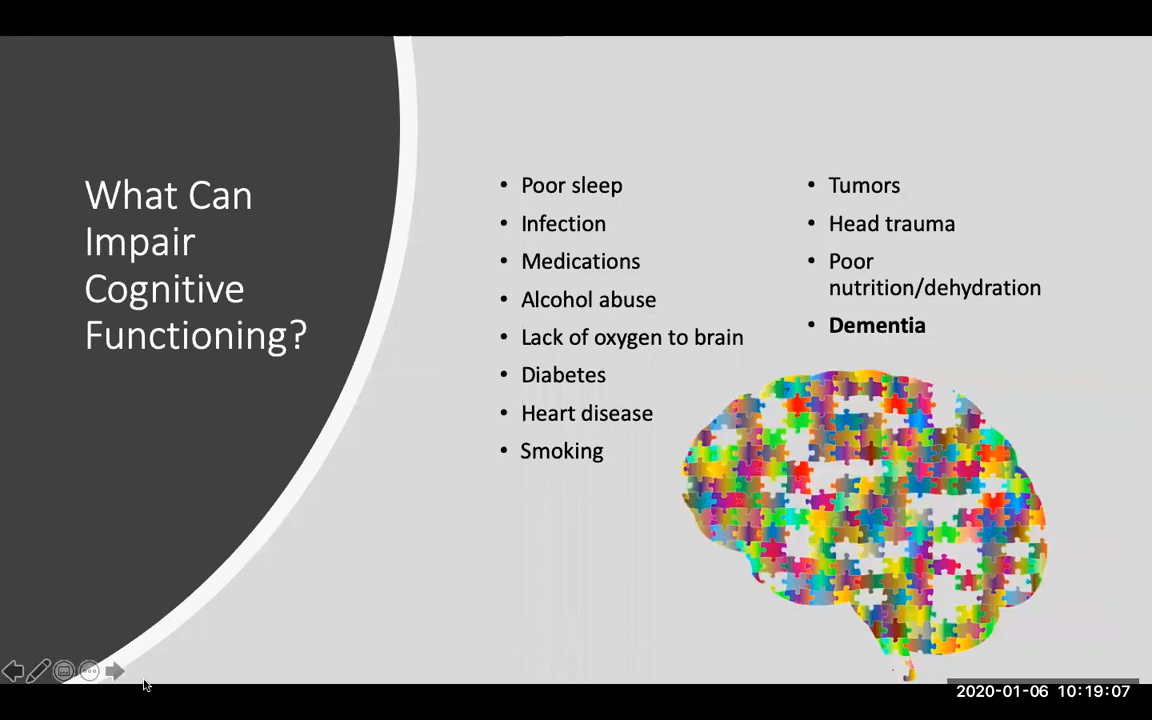 What Can
Impair
Cognitive
Functioning?
• Poor sleep
• Infection
• Medications
• Alcohol abuse
• Lack of oxygen to brain
• Diabetes
• Heart disease
• Smoking
• Tumors
• Head trauma
• Poor
nutrition/dehydration
• Dementia
2020-01-06 10:19:07